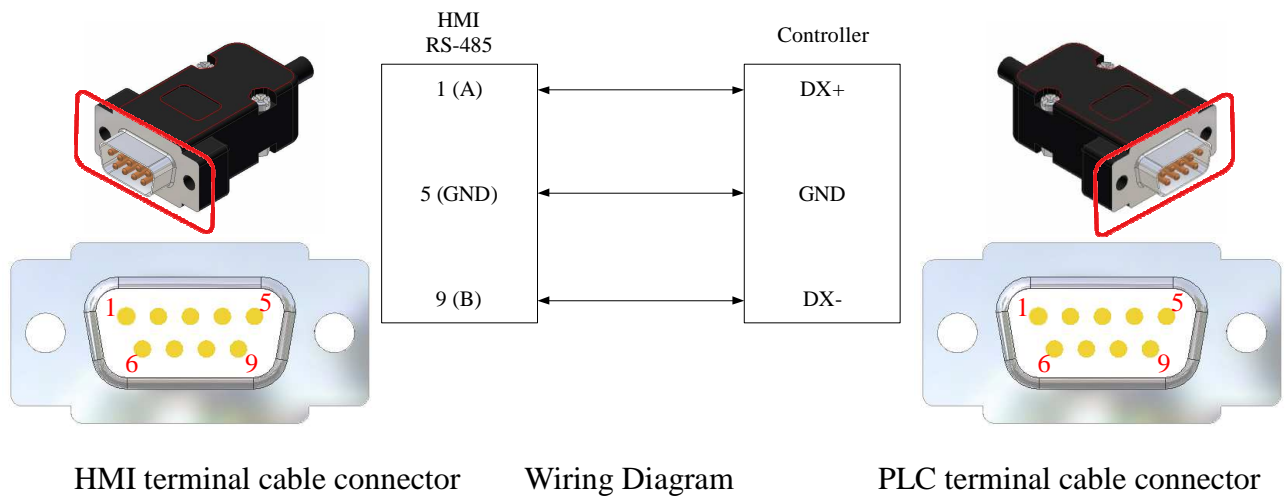 HMI
RS-485
Controller
1 (A)
DX+
5 (GND)
GND
9 (B)
DX-
1
5
6
9
1
5
6
9
HMI terminal cable connector
Wiring Diagram
PLC terminal cable connector